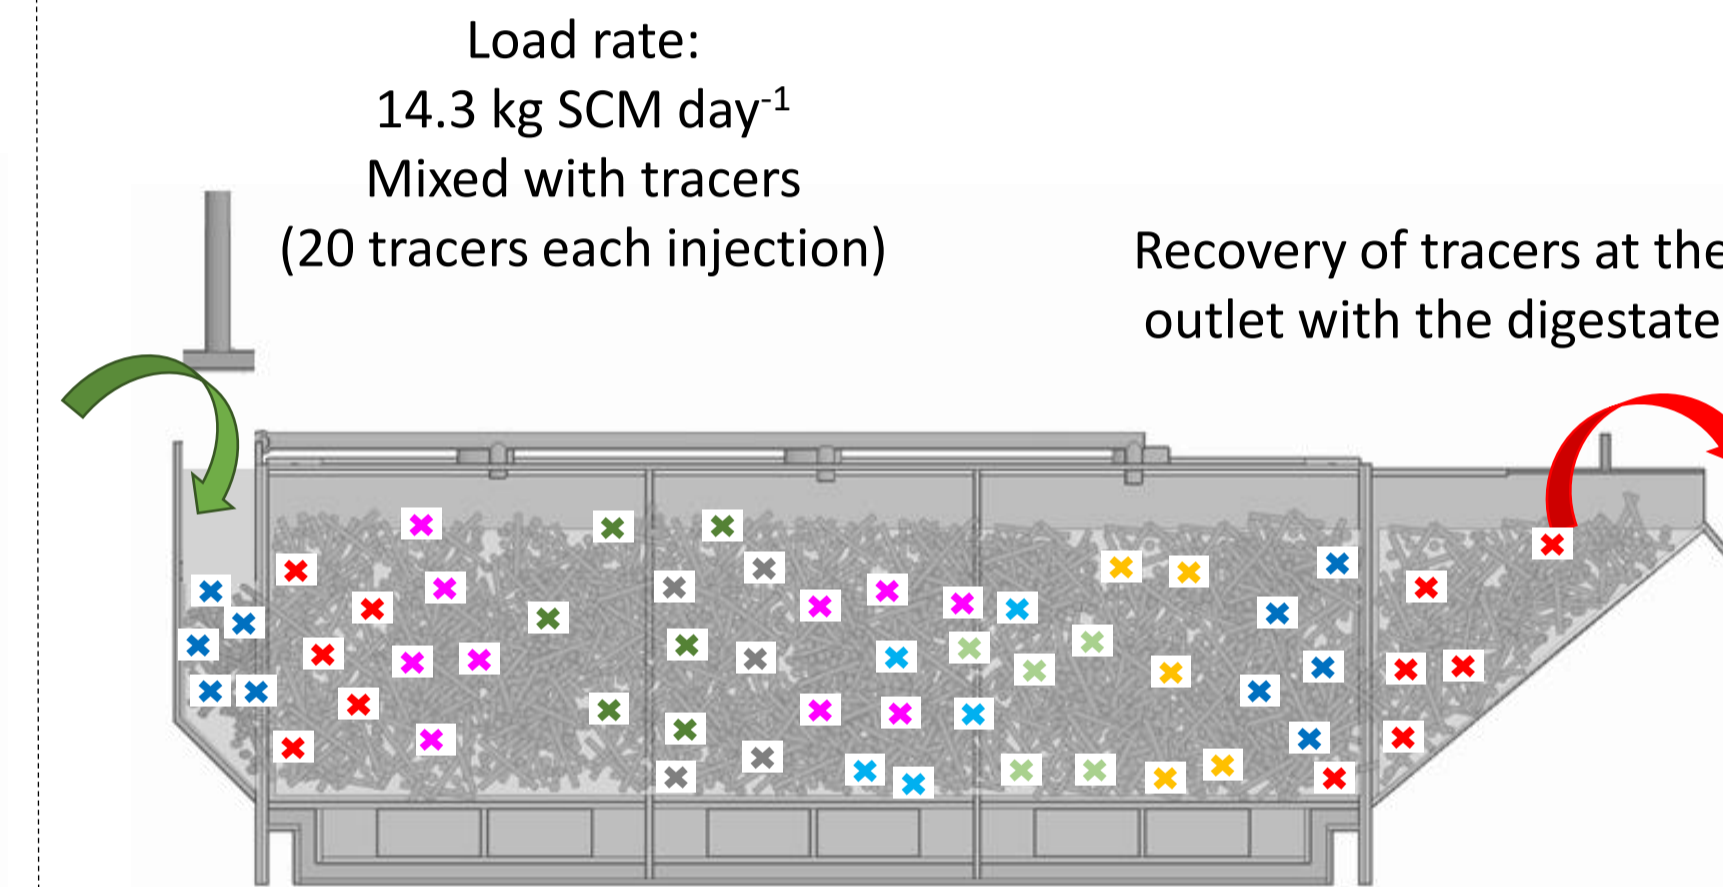 Load rate:
14.3 kg SCM day⁻¹
Mixed with tracers
(20 tracers each injection)
Recovery of tracers at the
outlet with the digestate